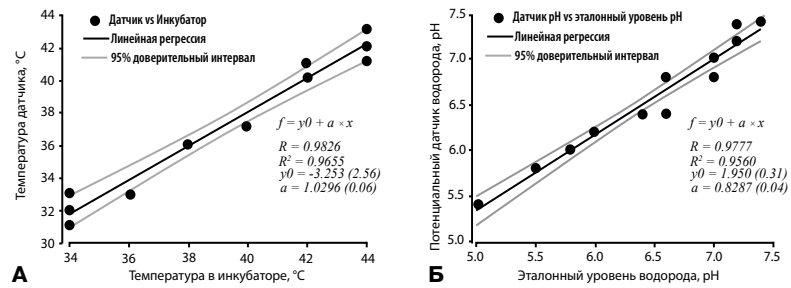 Датчик vs Инкубатор
Линейная регрессия
95% доверительный интервал
Температура датчика, °C
44
42
40
38
36
34
32
30
f = y0 + a × x
R = 0.9826
R² = 0.9655
y0 = -3.253 (2.56)
a = 1.0296 (0.06)
34 36 38 40 42 44
Температура в инкубаторе, °C
А
Датчик pH vs эталонный уровень pH
Линейная регрессия
95% доверительный интервал
Потенциальный датчик водорода, pH
7.5
7.0
6.5
6.0
5.5
5.0
f = y0 + a × x
R = 0.9777
R² = 0.9560
y0 = 1.950 (0.31)
a = 0.8287 (0.04)
5.0 5.5 6.0 6.5 7.0 7.5
Эталонный уровень водорода, pH
Б